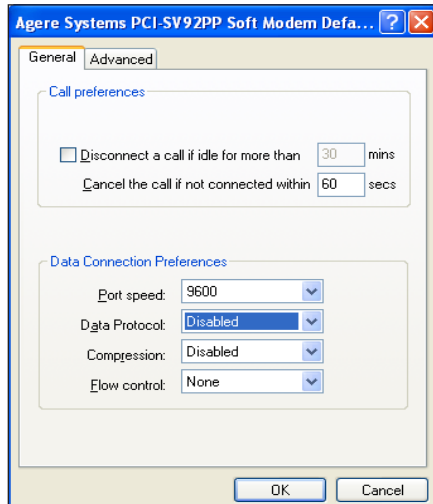 Agere Systems PCI-SV92PP Soft Modem Defa... ?
General Advanced
Call preferences
Disconnect a call if idle for more than 30 mins
Cancel the call if not connected within 60 secs
Data Connection Preferences
Port speed: 9600
Data Protocol: Disabled
Compression: Disabled
Flow control: None
OK Cancel